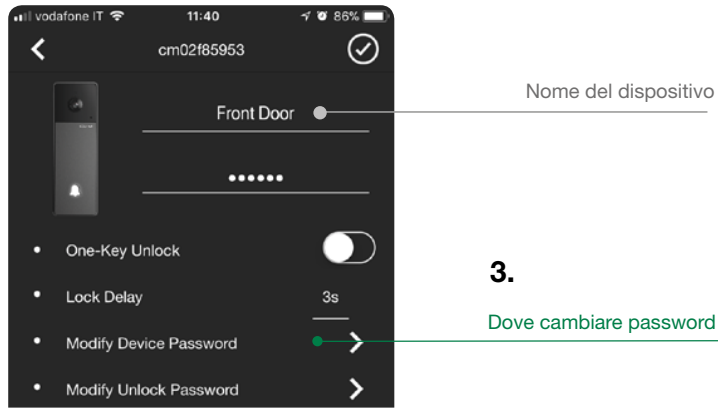 vodafone IT 11:40 86%
cm02f85953
Front Door
Nome del dispositivo
••••••
• One-Key Unlock
3.
• Lock Delay 3s
Dove cambiare password
• Modify Device Password
• Modify Unlock Password